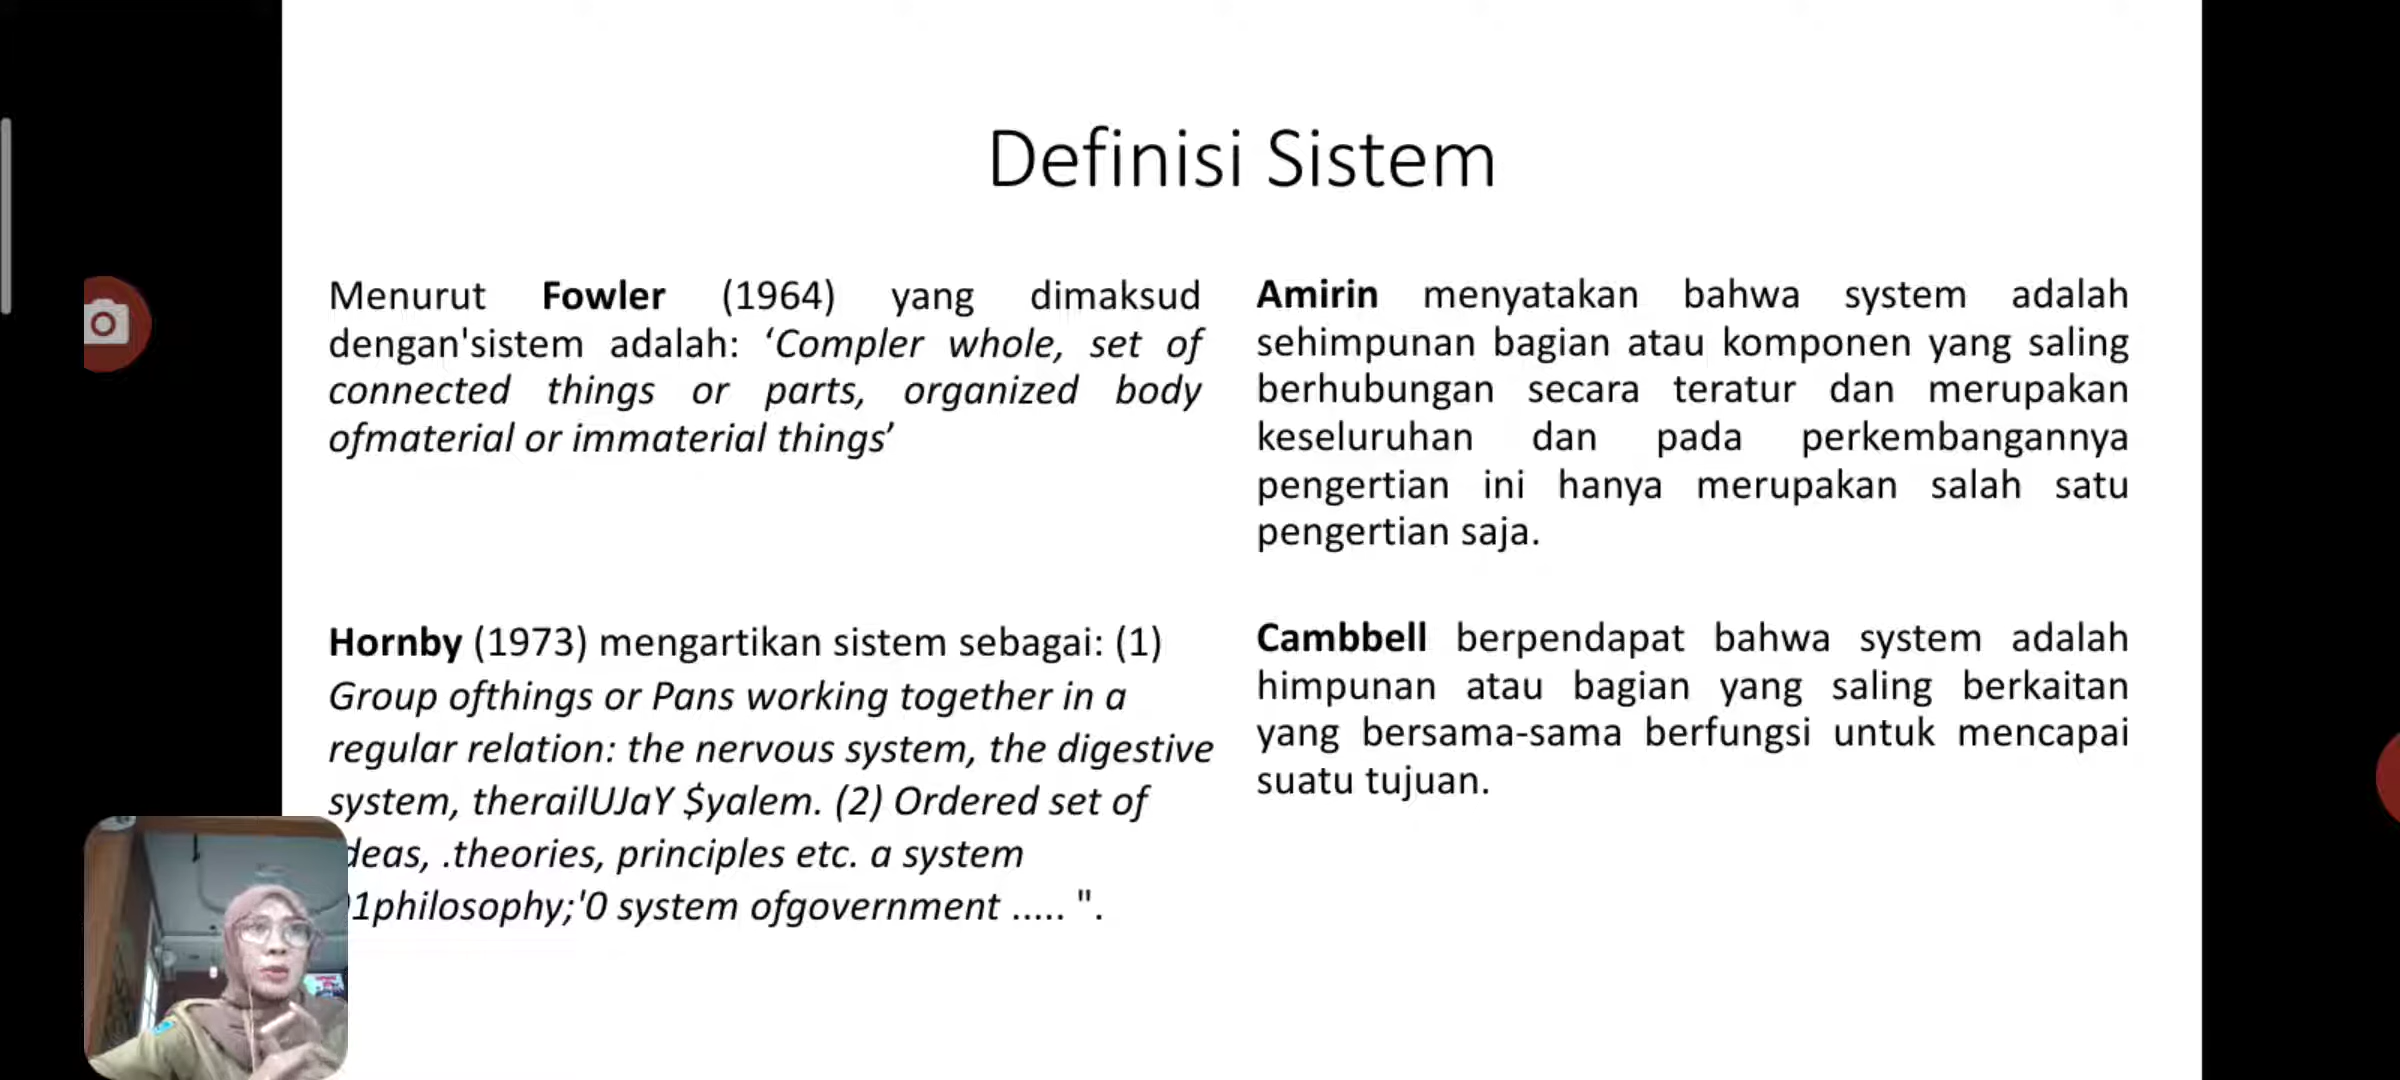 Definisi Sistem
Menurut Fowler (1964) yang dimaksud
dengan'sistem adalah: ‘Compler whole, set of
connected things or parts, organized body
ofmaterial or immaterial things’
Hornby (1973) mengartikan sistem sebagai: (1)
Group ofthings or Pans working together in a
regular relation: the nervous system, the digestive
system, therailUJaY $yalem. (2) Ordered set of
deas, .theories, principles etc. a system
1philosophy;'0 system ofgovernment ..... ".
Amirin menyatakan bahwa system adalah
sehimpunan bagian atau komponen yang saling
berhubungan secara teratur dan merupakan
keseluruhan dan pada perkembangannya
pengertian ini hanya merupakan salah satu
pengertian saja.
Cambbell berpendapat bahwa system adalah
himpunan atau bagian yang saling berkaitan
yang bersama-sama berfungsi untuk mencapai
suatu tujuan.